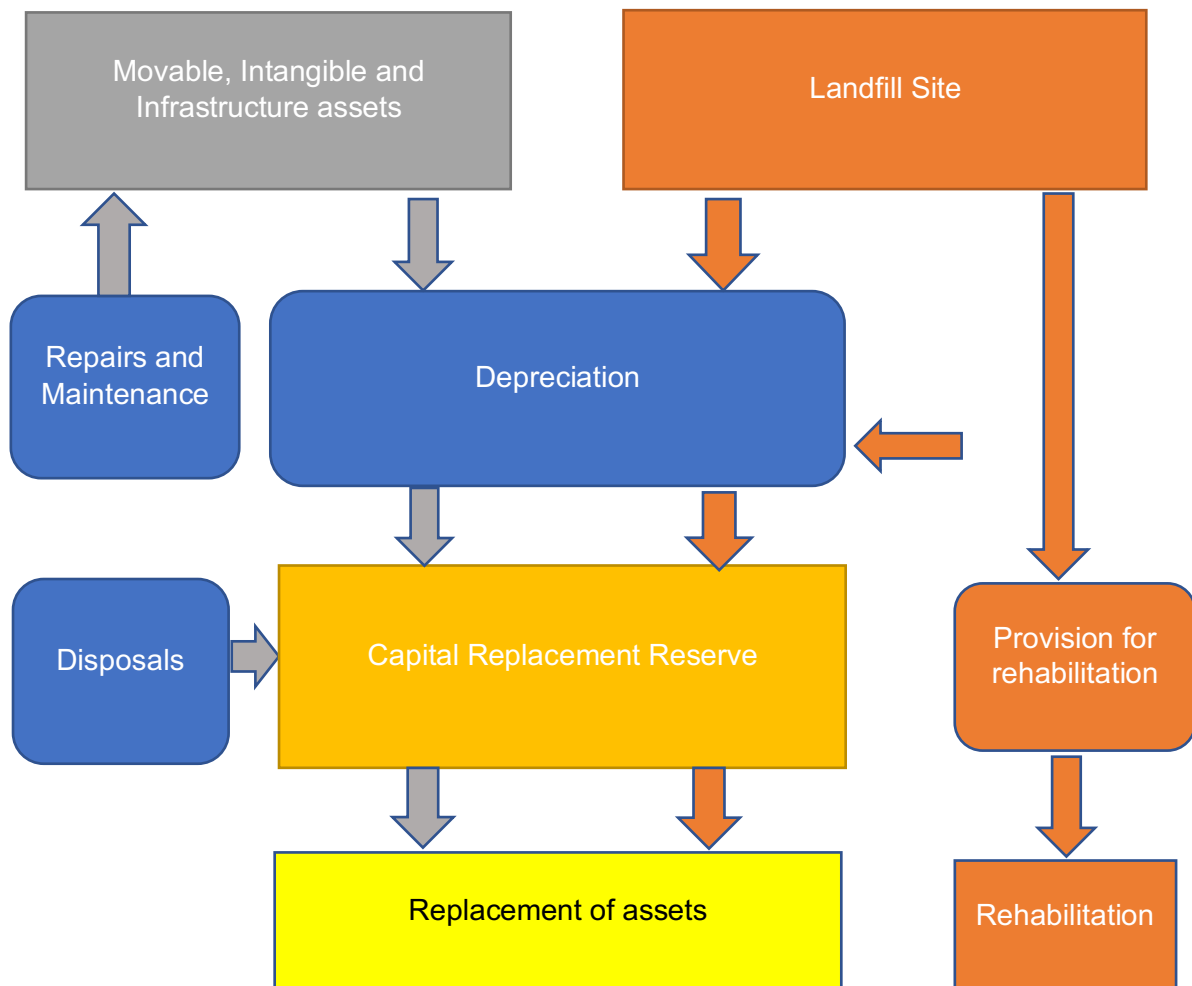 Movable, Intangible and
Infrastructure assets
Landfill Site
Repairs and
Maintenance
Depreciation
Disposals
Capital Replacement Reserve
Provision for
rehabilitation
Replacement of assets
Rehabilitation